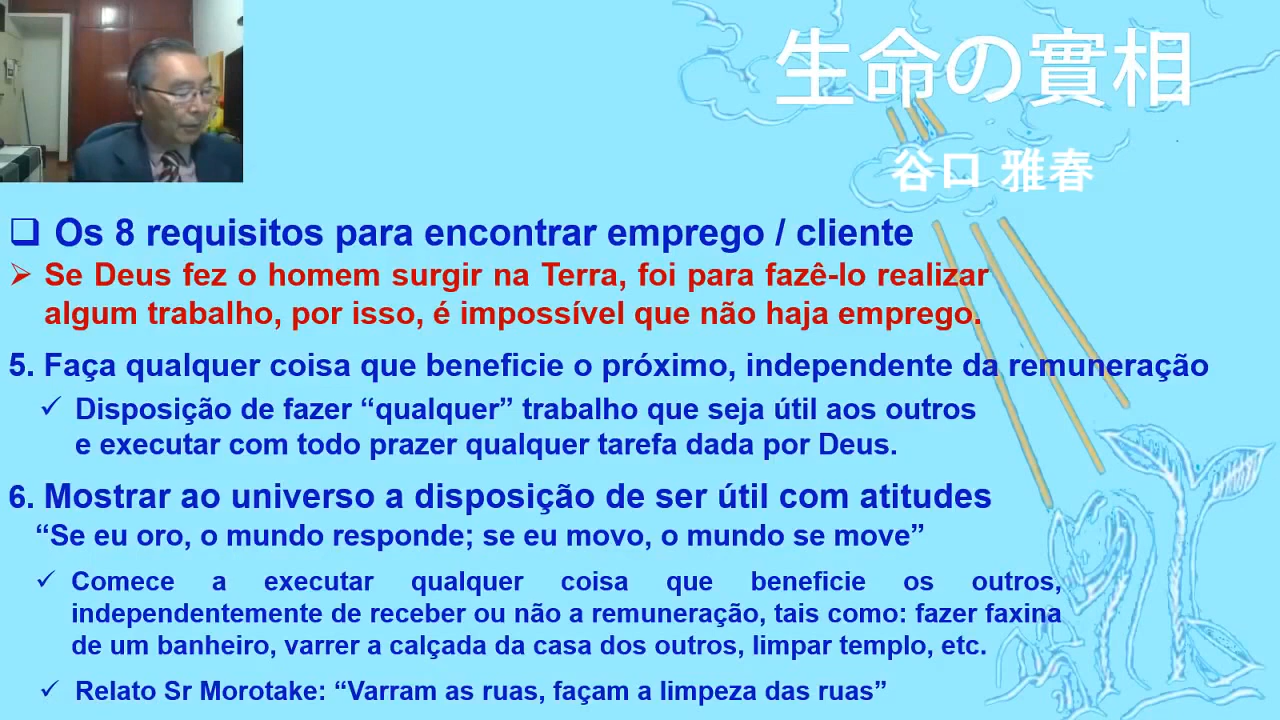 生命の實相
谷口 雅春
Os 8 requisitos para encontrar emprego / cliente
Se Deus fez o homem surgir na Terra, foi para fazê-lo realizar
algum trabalho, por isso, é impossível que não haja emprego.
5. Faça qualquer coisa que beneficie o próximo, independente da remuneração
Disposição de fazer “qualquer” trabalho que seja útil aos outros
e executar com todo prazer qualquer tarefa dada por Deus.
6. Mostrar ao universo a disposição de ser útil com atitudes
“Se eu oro, o mundo responde; se eu movo, o mundo se move”
Comece a executar qualquer coisa que beneficie os outros,
independentemente de receber ou não a remuneração, tais como: fazer faxina
de um banheiro, varrer a calçada da casa dos outros, limpar templo, etc.
Relato Sr Morotake: “Varram as ruas, façam a limpeza das ruas”